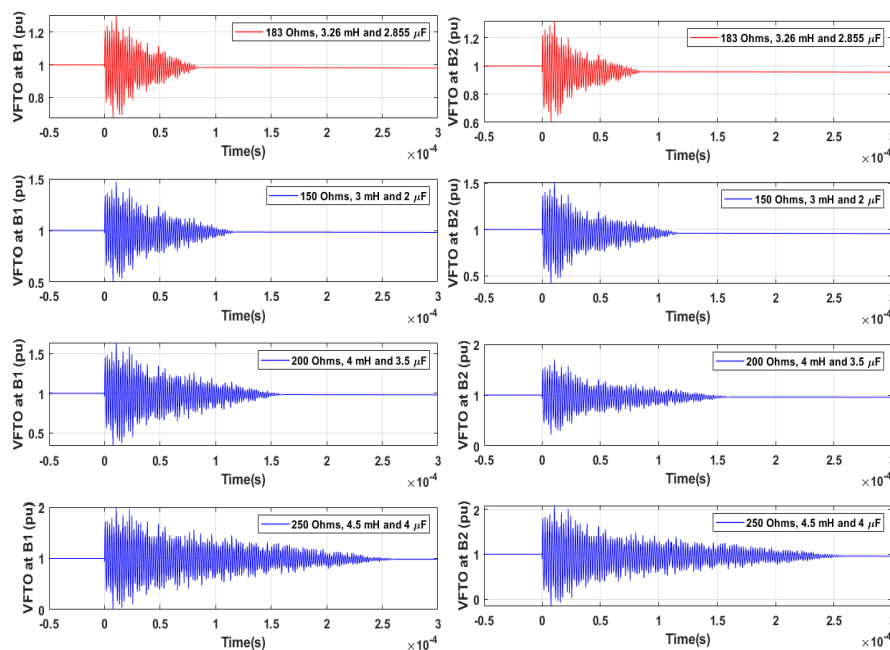 VFTO at B1 (pu)
1.2
1
0.8
183 Ohms, 3.26 mH and 2.855 μF
-0.5 0 0.5 1 1.5 2 2.5 3
Time(s)
×10-4
VFTO at B2 (pu)
1.2
1
0.8
0.6
183 Ohms, 3.26 mH and 2.855 μF
-0.5 0 0.5 1 1.5 2 2.5 3
Time(s)
×10-4
VFTO at B1 (pu)
1.5
1
0.5
150 Ohms, 3 mH and 2 μF
-0.5 0 0.5 1 1.5 2 2.5 3
Time(s)
×10-4
VFTO at B2 (pu)
1.5
1
0.5
150 Ohms, 3 mH and 2 μF
-0.5 0 0.5 1 1.5 2 2.5 3
Time(s)
×10-4
VFTO at B1 (pu)
1.5
1
0.5
200 Ohms, 4 mH and 3.5 μF
-0.5 0 0.5 1 1.5 2 2.5 3
Time(s)
×10-4
VFTO at B2 (pu)
2
1
0
200 Ohms, 4 mH and 3.5 μF
-0.5 0 0.5 1 1.5 2 2.5 3
Time(s)
×10-4
VFTO at B1 (pu)
2
1
0
250 Ohms, 4.5 mH and 4 μF
-0.5 0 0.5 1 1.5 2 2.5 3
Time(s)
×10-4
VFTO at B2 (pu)
2
1
0
250 Ohms, 4.5 mH and 4 μF
-0.5 0 0.5 1 1.5 2 2.5 3
Time(s)
×10-4